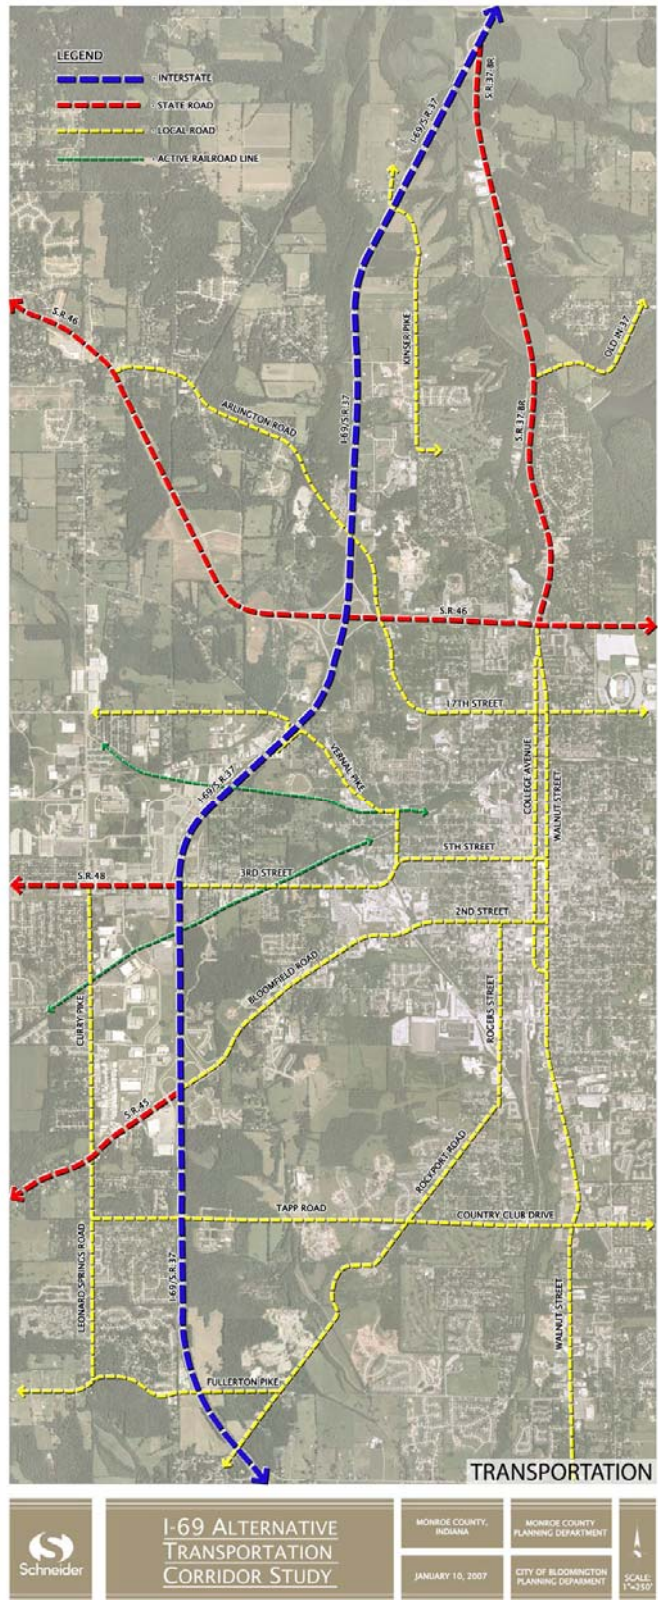 LEGEND
- INTERSTATE
- STATE ROAD
- LOCAL ROAD
- ACTIVE RAILROAD LINE
I-69/S.R.37
S.R.37 BR
S.R.46
KINSER PIKE
OLD IN 37
I-69/S.R.37
S.R.37 BR
ARLINGTON ROAD
S.R.46
17TH STREET
VERNAL PIKE
I-69/S.R.37
COLLEGE AVENUE
WALNUT STREET
5TH STREET
S.R.48
3RD STREET
2ND STREET
BLOOMFIELD ROAD
CURRY PIKE
ROGERS STREET
S.R.45
ROCKPORT ROAD
TAPP ROAD
COUNTRY CLUB DRIVE
LEONARD SPRINGS ROAD
I-69/S.R.37
WALNUT STREET
FULLERTON PIKE
TRANSPORTATION
Schneider
I-69 ALTERNATIVE
TRANSPORTATION
CORRIDOR STUDY
MONROE COUNTY,
INDIANA
JANUARY 10, 2007
MONROE COUNTY
PLANNING DEPARTMENT
CITY OF BLOOMINGTON
PLANNING DEPARTMENT
SCALE:
1"=250'